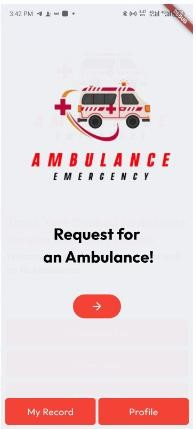 3:42 PM
AMBULANCE
EMERGENCY
Request for
an Ambulance!
My Record
Profile